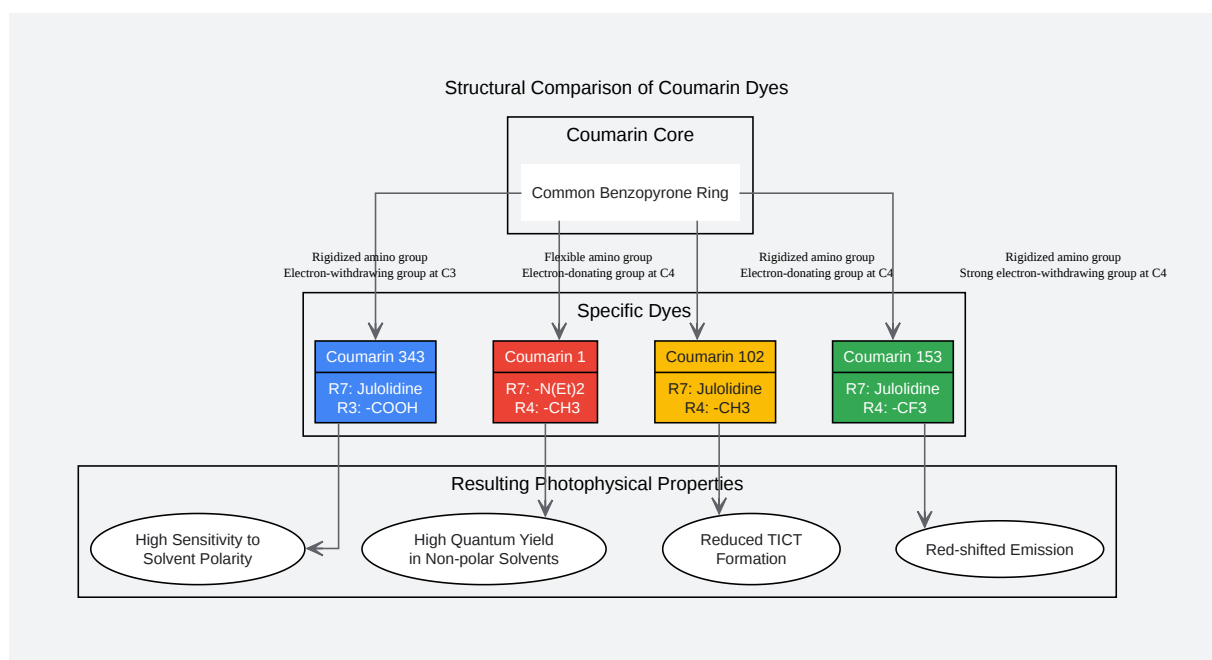 Structural Comparison of Coumarin Dyes
Coumarin Core
Common Benzopyrone Ring
Rigidized amino group
Electron-withdrawing group at C3
Flexible amino group
Electron-donating group at C4
Rigidized amino group
Electron-donating group at C4
Rigidized amino group
Strong electron-withdrawing group at C4
Specific Dyes
Coumarin 343
R7: Julolidine
R3: -COOH
Coumarin 1
R7: -N(Et)2
R4: -CH3
Coumarin 102
R7: Julolidine
R4: -CH3
Coumarin 153
R7: Julolidine
R4: -CF3
Resulting Photophysical Properties
High Sensitivity to
Solvent Polarity
High Quantum Yield
in Non-polar Solvents
Reduced TICT
Formation
Red-shifted Emission